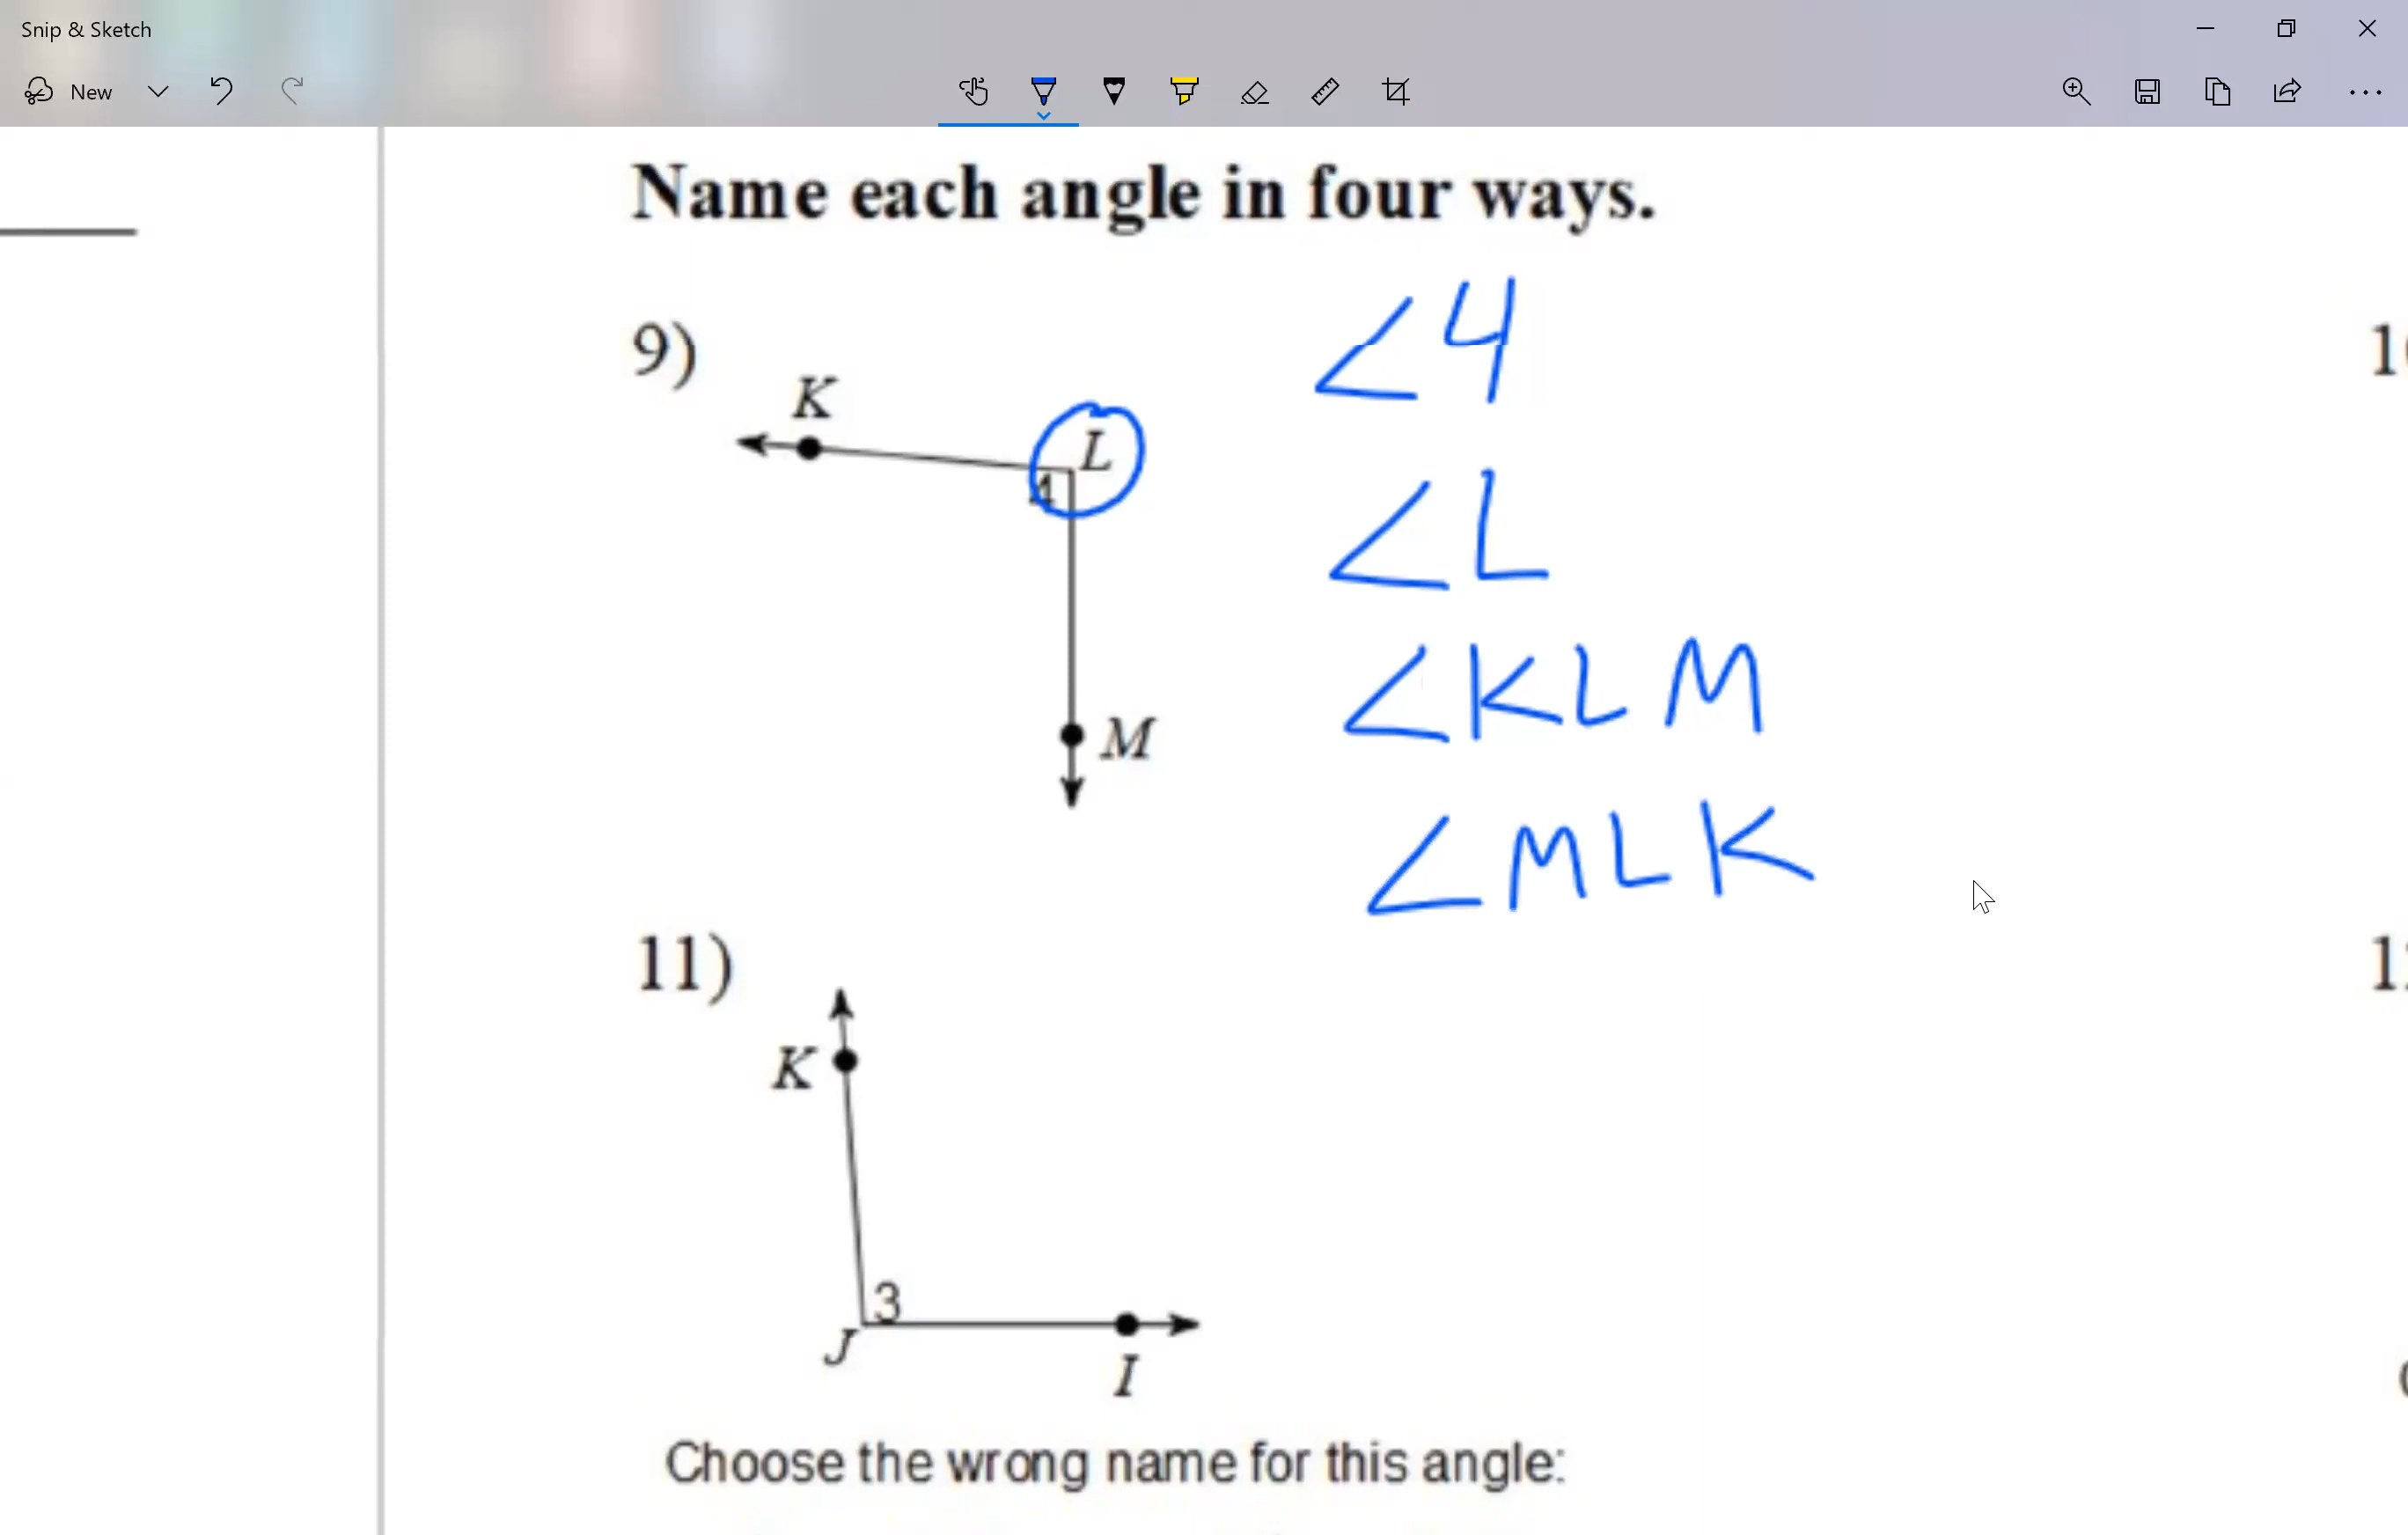 Snip & Sketch
New
Name each angle in four ways.
9)
K
L
4
M
∠4
∠L
∠KLM
∠MLK
11)
K
3
J
I
Choose the wrong name for this angle: